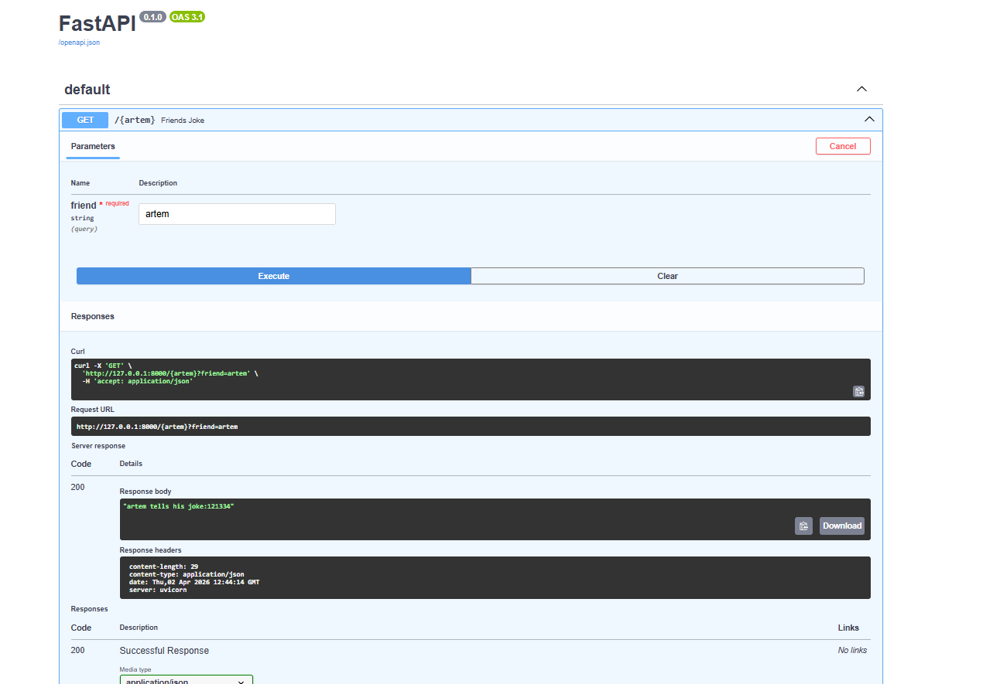 FastAPI 0.1.0 OAS 3.1
/openapi.json
default
GET /{artem} Friends Joke
Parameters
Cancel
Name Description
friend * required
string
(query)
artem
Execute Clear
Responses
Curl
curl -X 'GET' \
'http://127.0.0.1:8000/{artem}?friend=artem' \
-H 'accept: application/json'
Request URL
http://127.0.0.1:8000/{artem}?friend=artem
Server response
Code Details
200
Response body
"artem tells his joke:121334"
Download
Response headers
content-length: 29
content-type: application/json
date: Thu,02 Apr 2026 12:44:14 GMT
server: uvicorn
Responses
Code Description Links
200 Successful Response No links
Media type
application/json